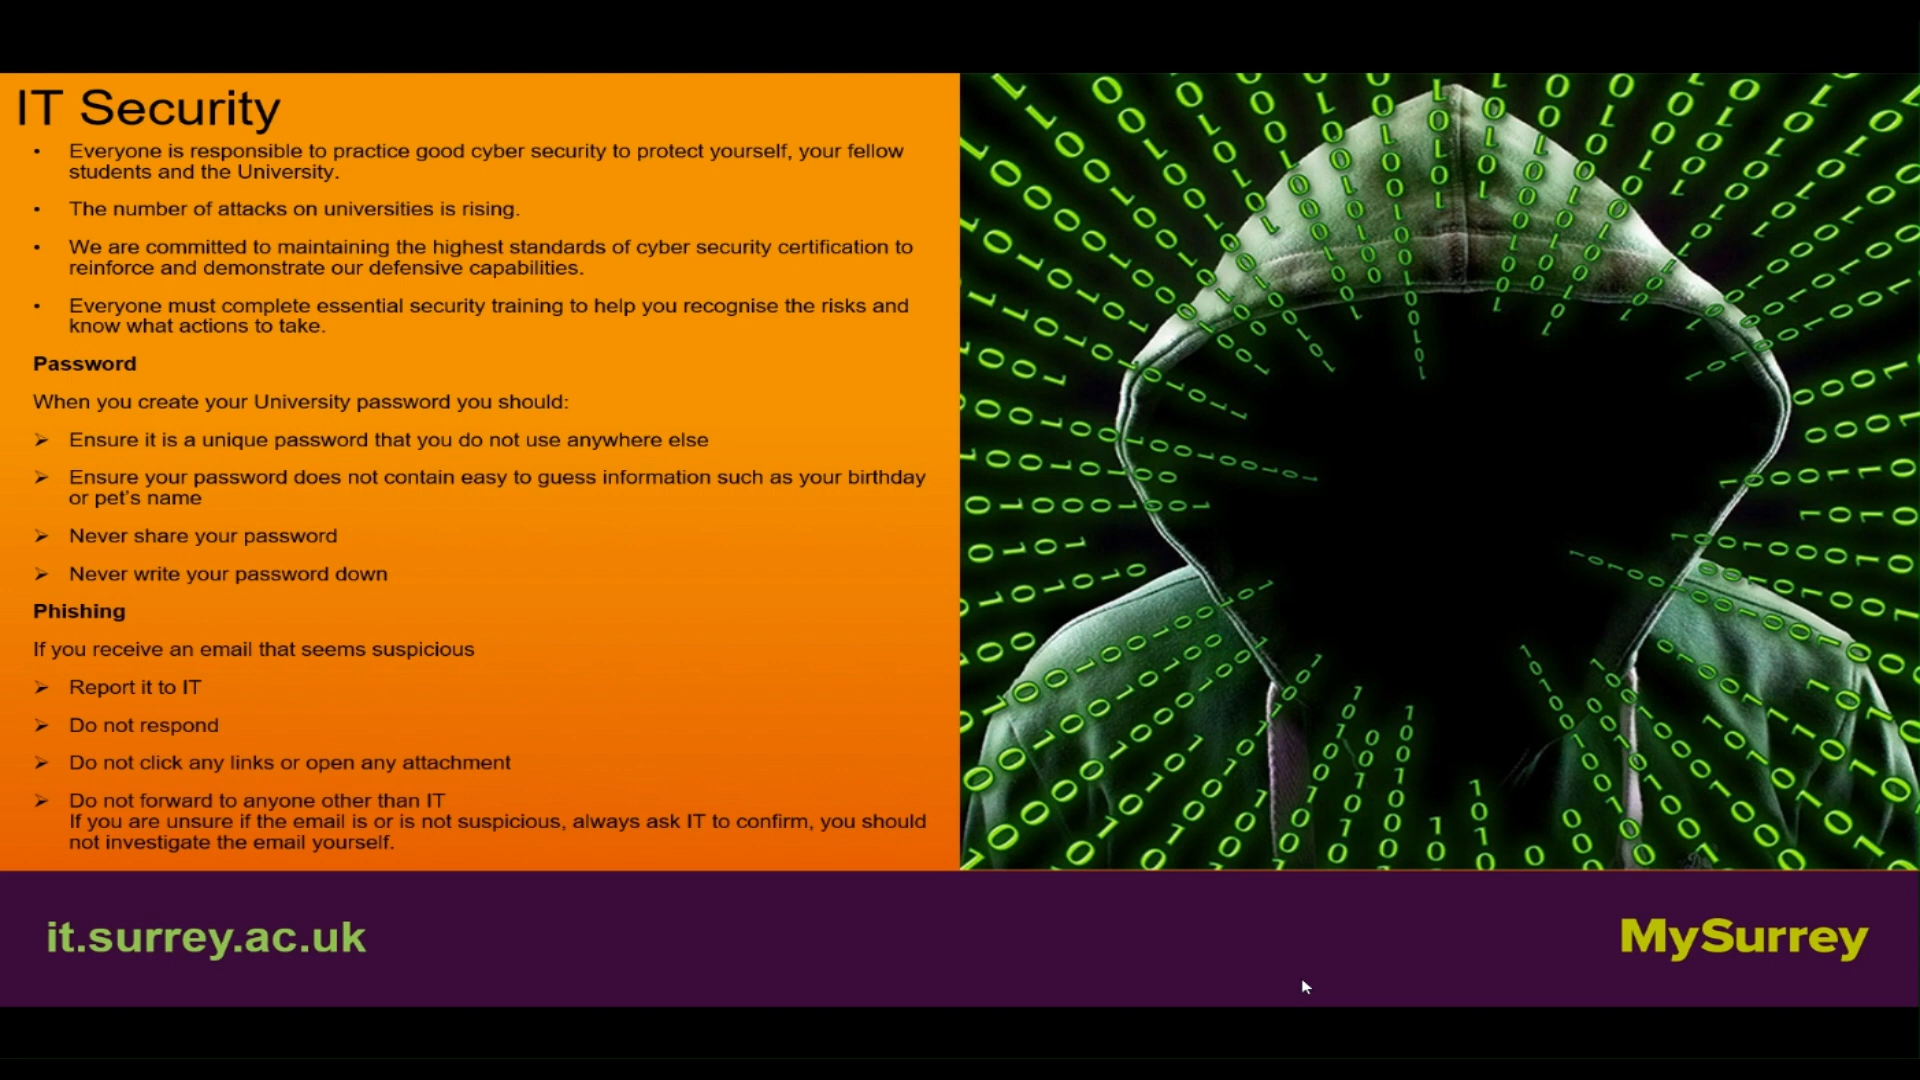 IT Security
• Everyone is responsible to practice good cyber security to protect yourself, your fellow
students and the University.
• The number of attacks on universities is rising.
• We are committed to maintaining the highest standards of cyber security certification to
reinforce and demonstrate our defensive capabilities.
• Everyone must complete essential security training to help you recognise the risks and
know what actions to take.
Password
When you create your University password you should:
➢ Ensure it is a unique password that you do not use anywhere else
➢ Ensure your password does not contain easy to guess information such as your birthday
or pet's name
➢ Never share your password
➢ Never write your password down
Phishing
If you receive an email that seems suspicious
➢ Report it to IT
➢ Do not respond
➢ Do not click any links or open any attachment
➢ Do not forward to anyone other than IT
If you are unsure if the email is or is not suspicious, always ask IT to confirm, you should
not investigate the email yourself.
it.surrey.ac.uk
MySurrey